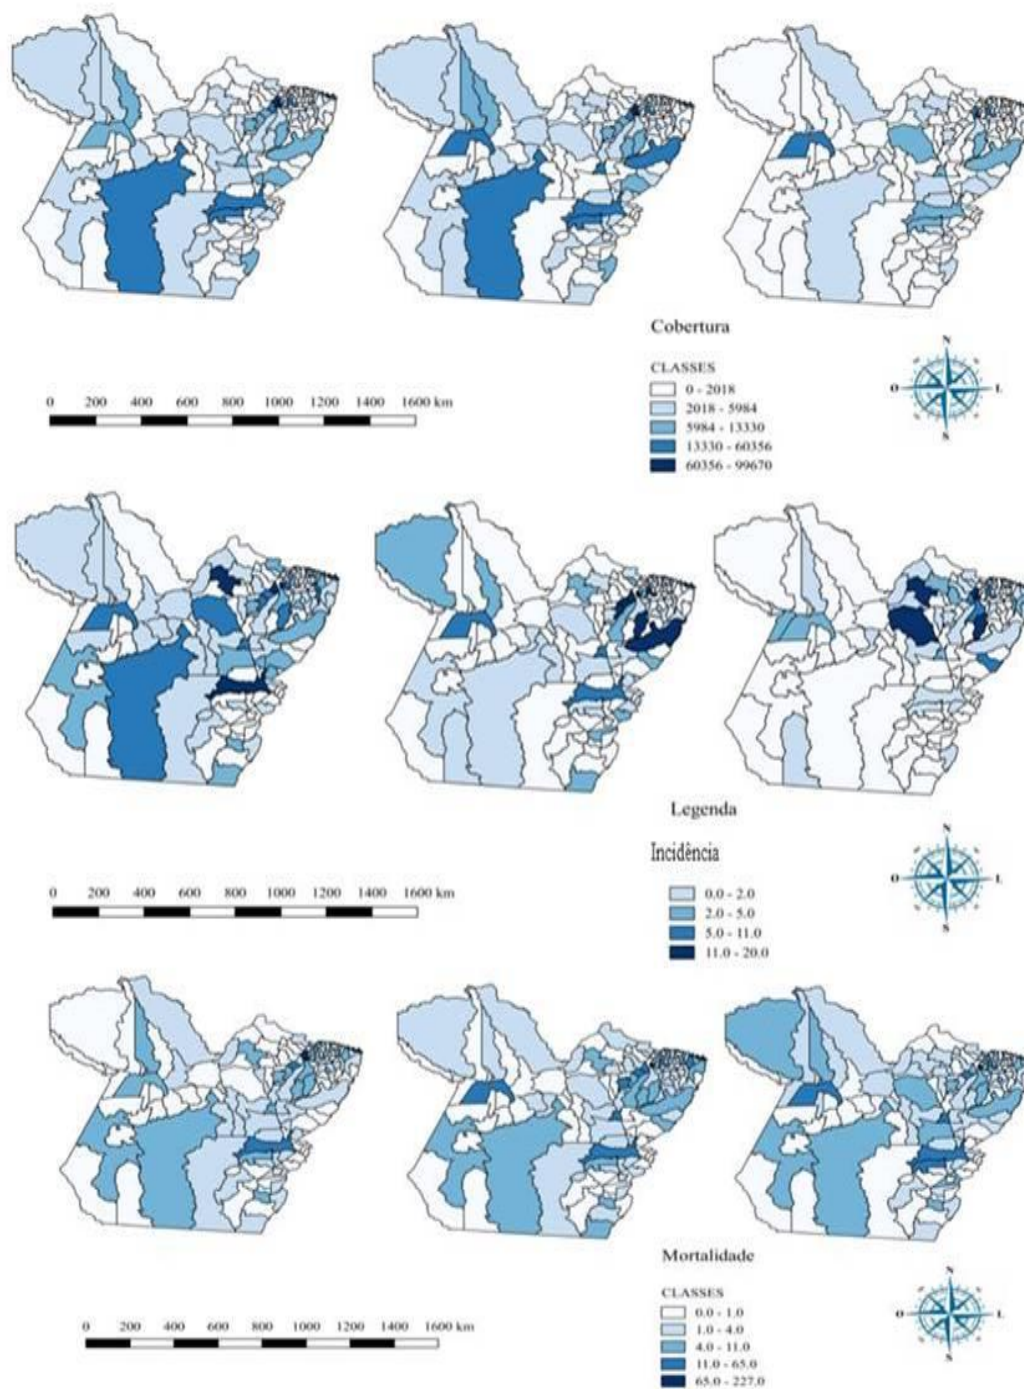 Cobertura
CLASSES
0 - 2018
2018 - 5984
5984 - 13330
13330 - 60356
60356 - 99670
N
O
L
S
0 200 400 600 800 1000 1200 1400 1600 km
Legenda
Incidência
0.0 - 2.0
2.0 - 5.0
5.0 - 11.0
11.0 - 20.0
N
O
L
S
0 200 400 600 800 1000 1200 1400 1600 km
Mortalidade
CLASSES
0.0 - 1.0
1.0 - 4.0
4.0 - 11.0
11.0 - 65.0
65.0 - 227.0
N
O
L
S
0 200 400 600 800 1000 1200 1400 1600 km